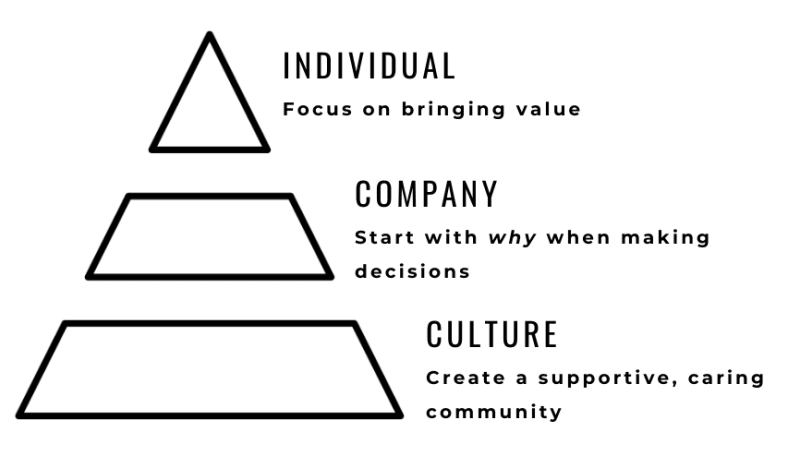 INDIVIDUAL
Focus on bringing value
COMPANY
Start with why when making
decisions
CULTURE
Create a supportive, caring
community